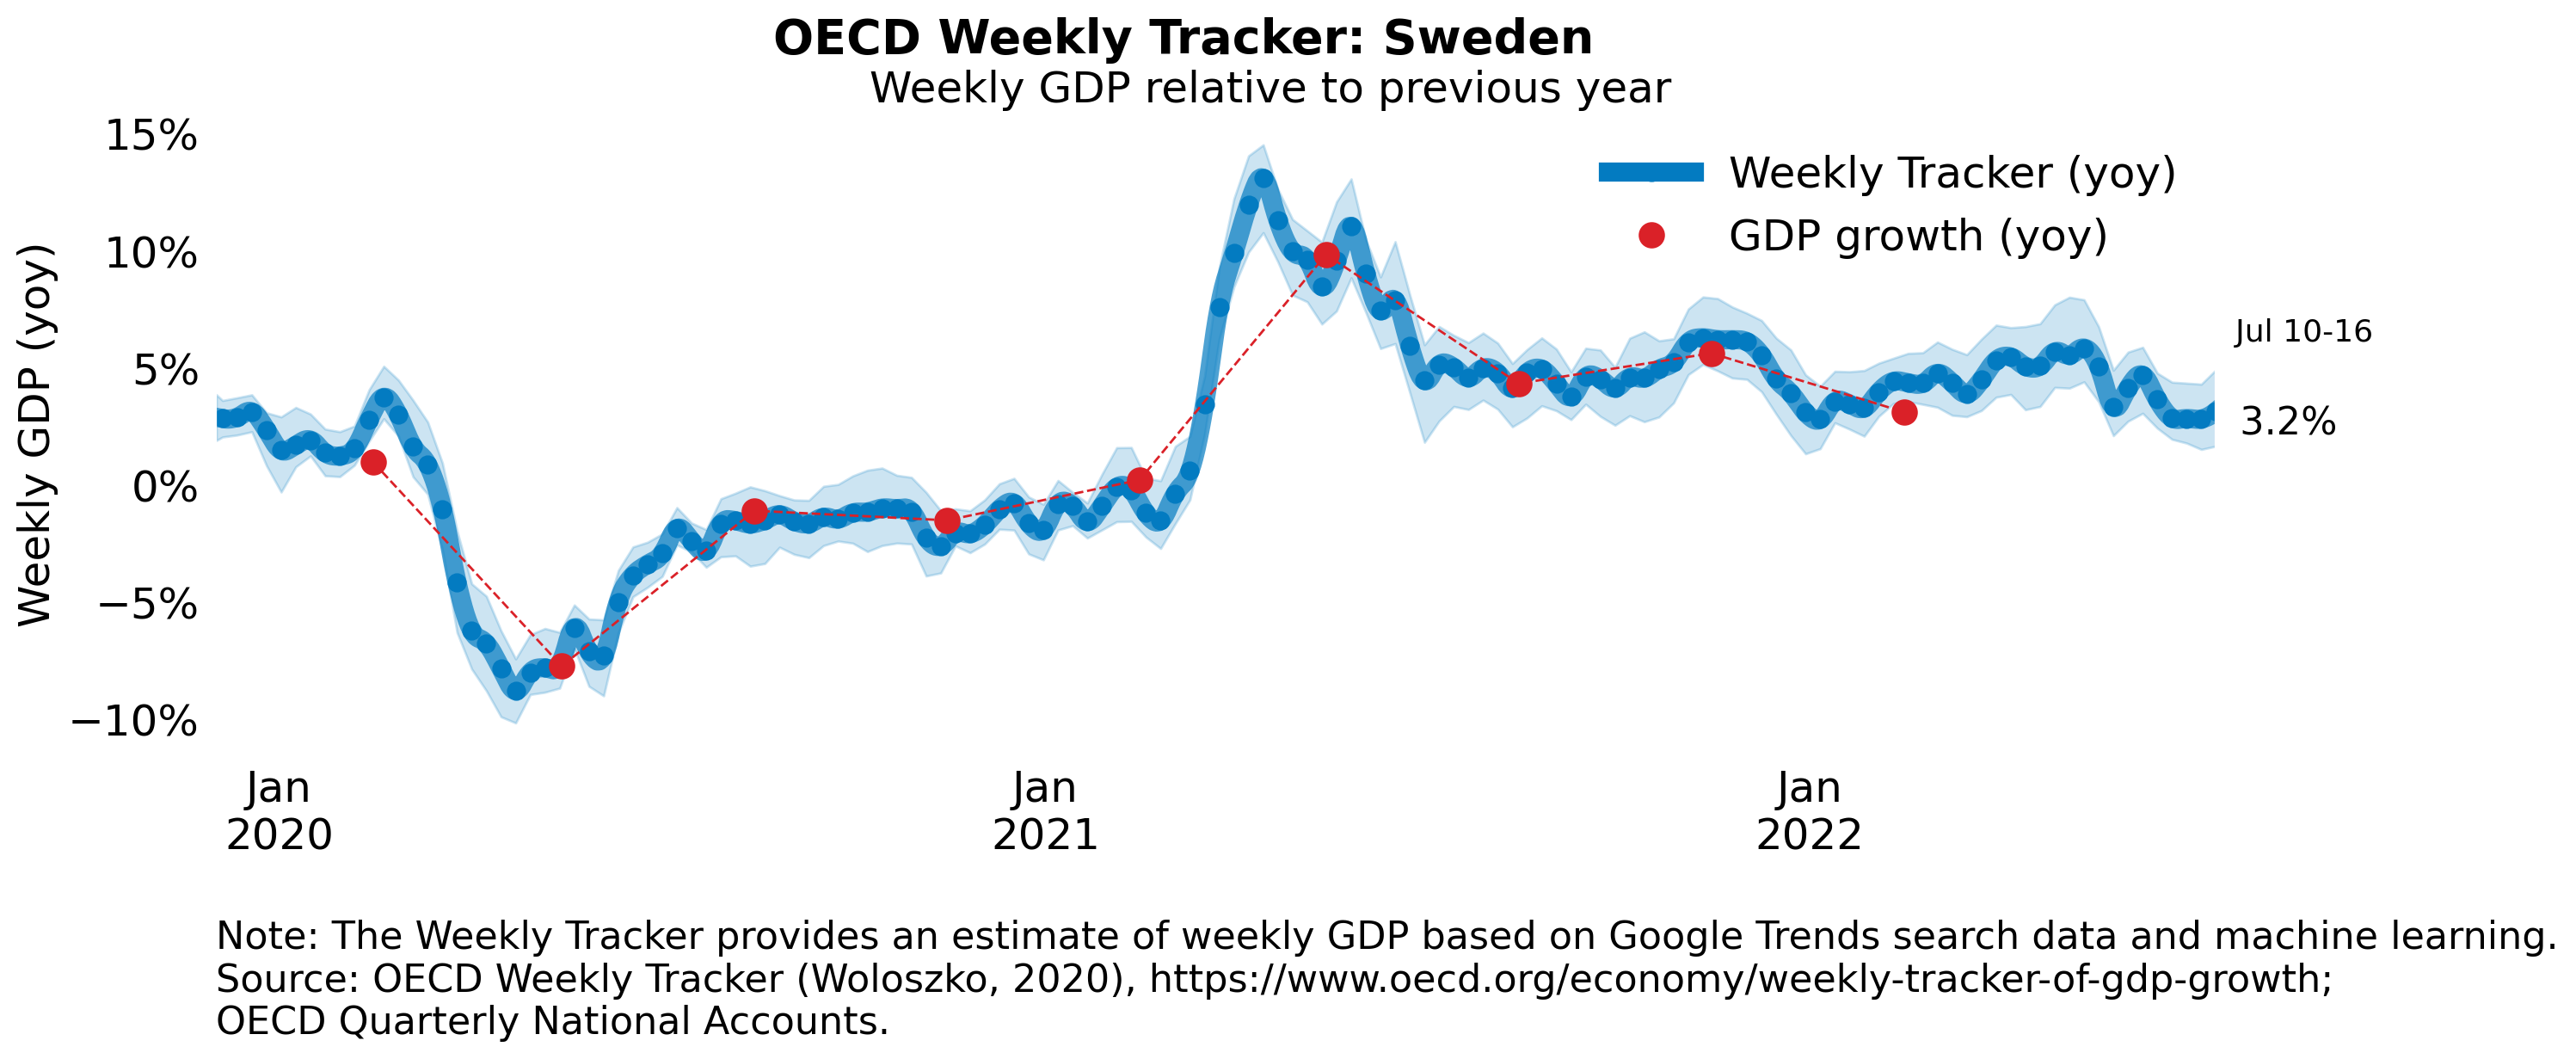 OECD Weekly Tracker: Sweden
Weekly GDP relative to previous year
Weekly GDP (yoy)
15%
10%
5%
0%
−5%
−10%
Weekly Tracker (yoy)
GDP growth (yoy)
Jul 10-16
3.2%
Jan
2020
Jan
2021
Jan
2022
Note: The Weekly Tracker provides an estimate of weekly GDP based on Google Trends search data and machine learning.
Source: OECD Weekly Tracker (Woloszko, 2020), https://www.oecd.org/economy/weekly-tracker-of-gdp-growth;
OECD Quarterly National Accounts.